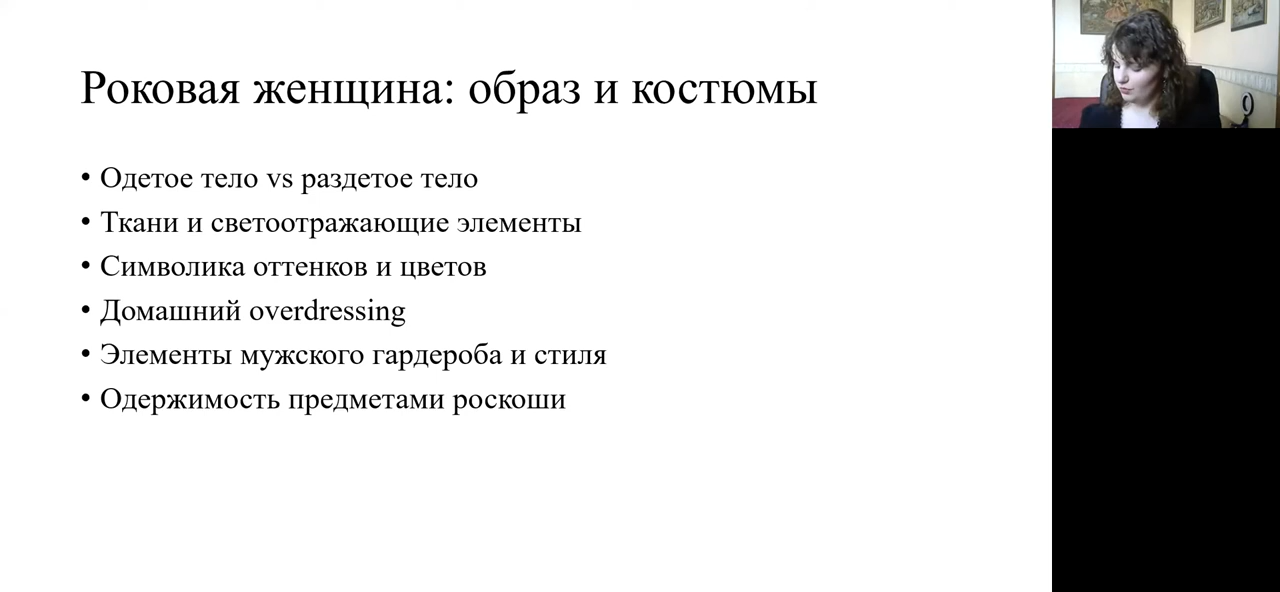 Роковая женщина: образ и костюмы
• Одетое тело vs раздетое тело
• Ткани и светоотражающие элементы
• Символика оттенков и цветов
• Домашний overdressing
• Элементы мужского гардероба и стиля
• Одержимость предметами роскоши